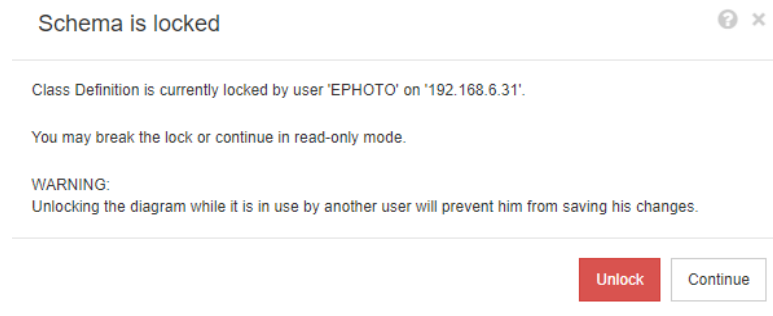 Schema is locked
Class Definition is currently locked by user 'EPHOTO' on '192.168.6.31'.
You may break the lock or continue in read-only mode.
WARNING:
Unlocking the diagram while it is in use by another user will prevent him from saving his changes.
Unlock
Continue